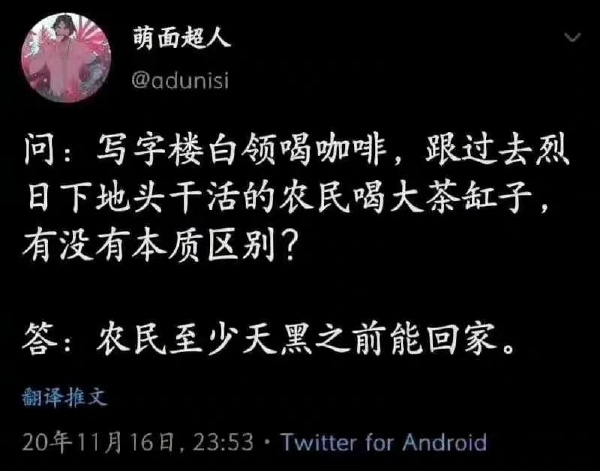 萌面超人
@adunisi
问：写字楼白领喝咖啡，跟过去烈
日下地头干活的农民喝大茶缸子，
有没有本质区别？
答：农民至少天黑之前能回家。
翻译推文
20年11月16日, 23:53 · Twitter for Android